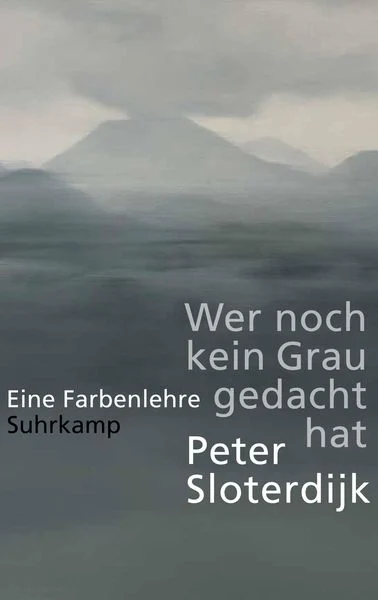 Wer noch
kein Grau
gedacht
hat
Eine Farbenlehre
Suhrkamp
Peter
Sloterdijk